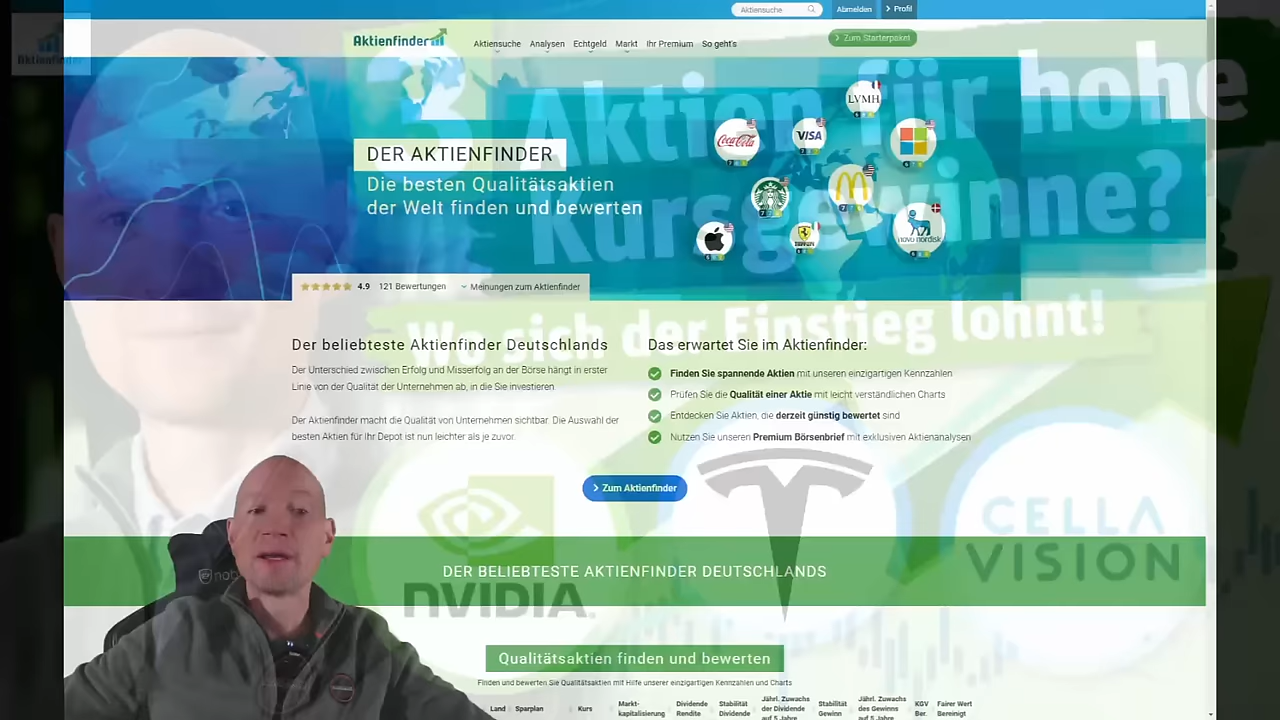 Aktiensuche
Abmelden
Profil
Aktienfinder
Aktiensuche Analysen Echtgeld Markt Ihr Premium So geht's
Zum Starterpaket
3 Aktien für hohe
Kursgewinne?
Wo sich der Einstieg lohnt!
LVMH
Coca-Cola
VISA
novo nordisk
DER AKTIENFINDER
Die besten Qualitätsaktien
der Welt finden und bewerten
4.9 121 Bewertungen Meinungen zum Aktienfinder
Der beliebteste Aktienfinder Deutschlands
Der Unterschied zwischen Erfolg und Misserfolg an der Börse hängt in erster
Linie von der Qualität der Unternehmen ab, in die Sie investieren.
Der Aktienfinder macht die Qualität von Unternehmen sichtbar. Die Auswahl der
besten Aktien für Ihr Depot ist nun leichter als je zuvor.
Das erwartet Sie im Aktienfinder:
Finden Sie spannende Aktien mit unseren einzigartigen Kennzahlen
Prüfen Sie die Qualität einer Aktie mit leicht verständlichen Charts
Entdecken Sie Aktien, die derzeit günstig bewertet sind
Nutzen Sie unseren Premium Börsenbrief mit exklusiven Aktienanalysen
Zum Aktienfinder
CELLA
VISION
NVIDIA
DER BELIEBTESTE AKTIENFINDER DEUTSCHLANDS
Qualitätsaktien finden und bewerten
Finden und bewerten Sie Qualitätsaktien mit Hilfe unserer einzigartigen Kennzahlen und Charts
Land Sparplan Kurs
Markt-
kapitalisierung
Dividende
Rendite
Stabilität
Dividende
Jährl. Zuwachs
der Dividende
auf 5 Jahre
Stabilität
Gewinn
Jährl. Zuwachs
des Gewinns
auf 5 Jahre
KGV
Ber.
Fairer Wert
Bereinigt